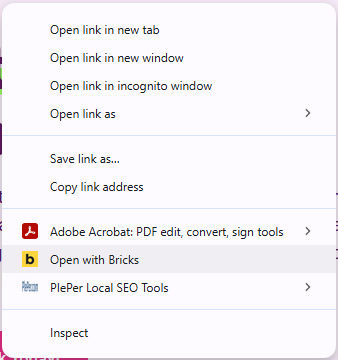 Open link in new tab
Open link in new window
Open link in incognito window
Open link as
Save link as...
Copy link address
Adobe Acrobat: PDF edit, convert, sign tools
b Open with Bricks
PlePer Local SEO Tools
Inspect